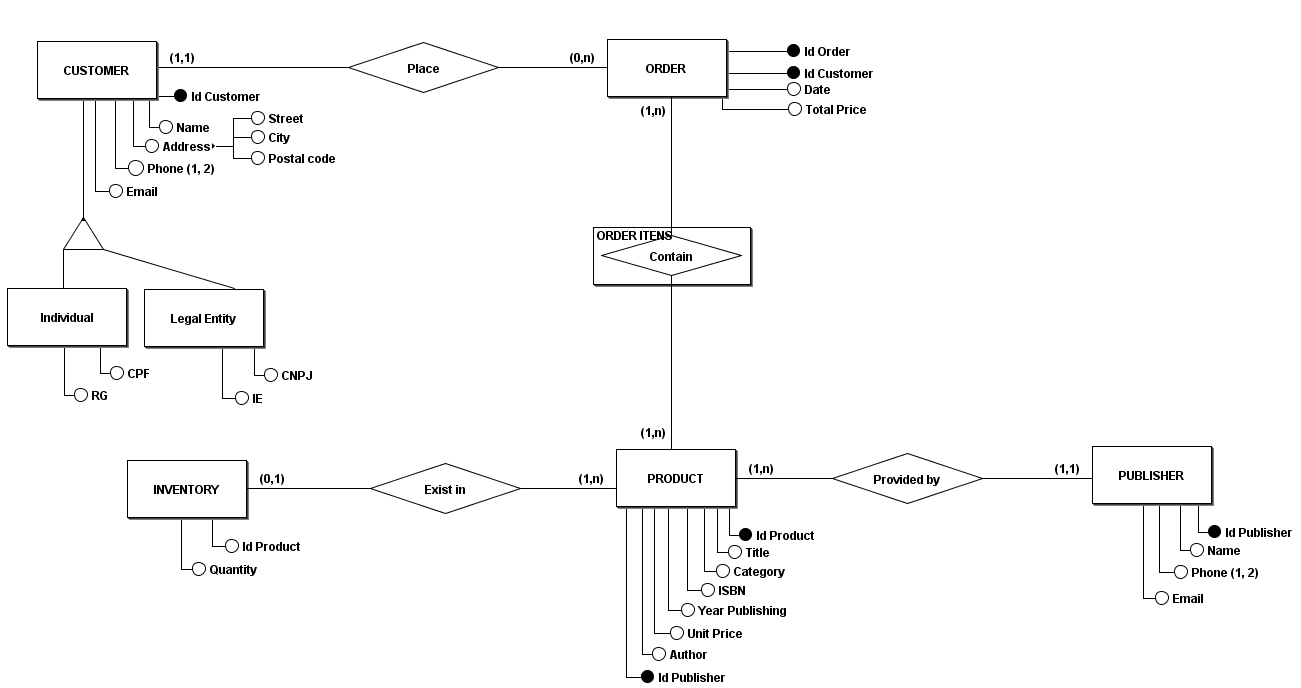 CUSTOMER
(1,1)
Place
(0,n)
ORDER
Id Order
Id Customer
Date
Total Price
(1,n)
Id Customer
Name
Address
Street
City
Postal code
Phone (1, 2)
Email
ORDER ITENS
Contain
Individual
Legal Entity
CPF
RG
CNPJ
IE
(1,n)
INVENTORY
(0,1)
Exist in
(1,n)
PRODUCT
(1,n)
Provided by
(1,1)
PUBLISHER
Id Product
Quantity
Id Product
Title
Category
ISBN
Year Publishing
Unit Price
Author
Id Publisher
Id Publisher
Name
Phone (1, 2)
Email